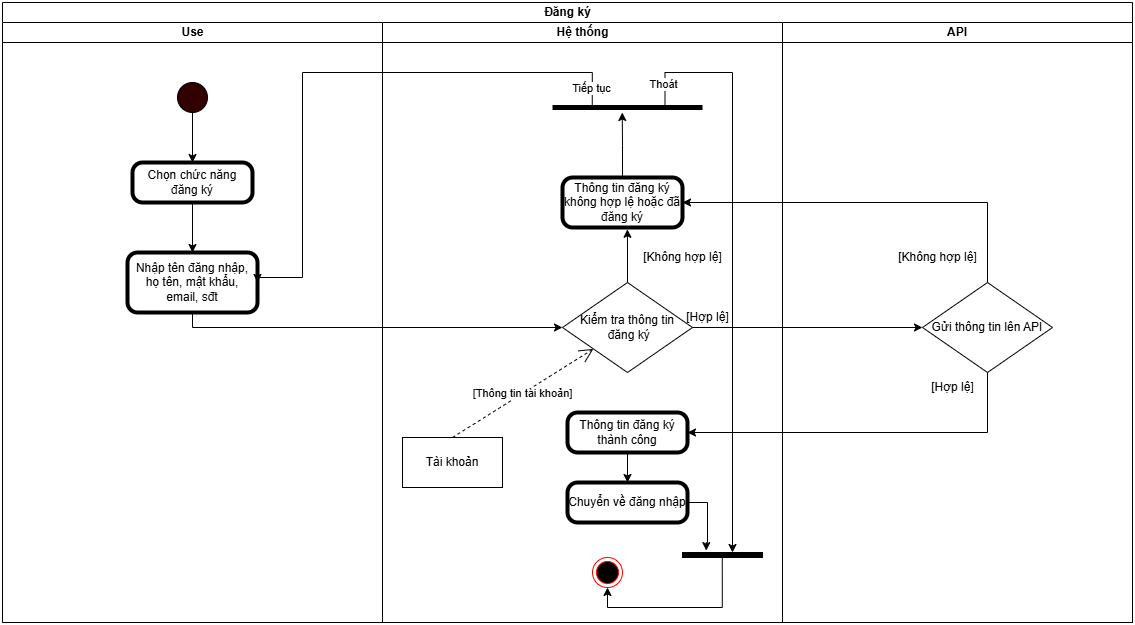 Đăng ký
Use
Hệ thống
API
Tiếp tục
Thoát
Chọn chức năng
đăng ký
Thông tin đăng ký
không hợp lệ hoặc đã
đăng ký
Nhập tên đăng nhập,
họ tên, mật khẩu,
email, sđt
[Không hợp lệ]
[Không hợp lệ]
Kiểm tra thông tin
đăng ký
[Hợp lệ]
Gửi thông tin lên API
[Hợp lệ]
[Thông tin tài khoản]
Tài khoản
Thông tin đăng ký
thành công
Chuyển về đăng nhập